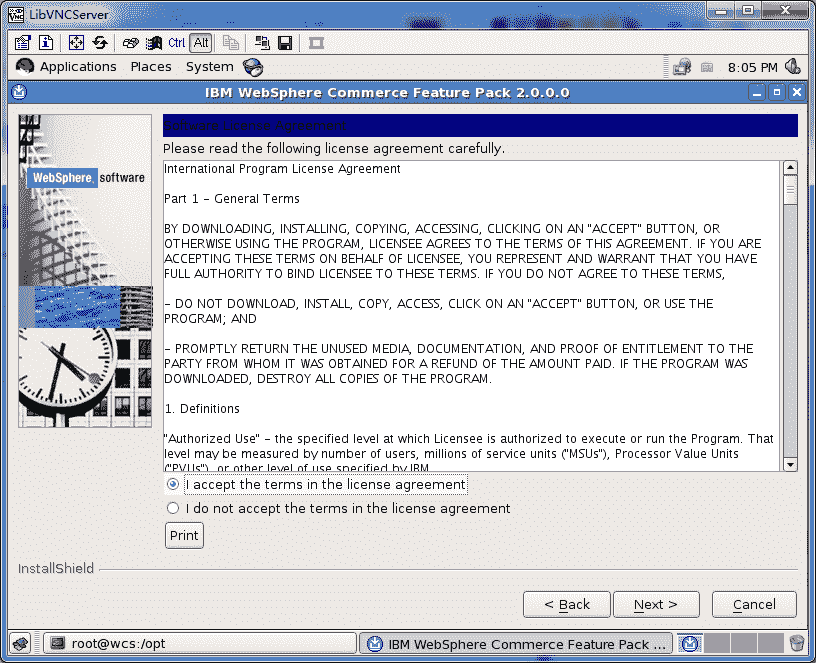 LibVNCServer
Ctrl Alt
Applications Places System 8:05 PM
IBM WebSphere Commerce Feature Pack 2.0.0.0
WebSphere. software
Please read the following license agreement carefully.
International Program License Agreement
Part 1 – General Terms
BY DOWNLOADING, INSTALLING, COPYING, ACCESSING, CLICKING ON AN "ACCEPT" BUTTON, OR
OTHERWISE USING THE PROGRAM, LICENSEE AGREES TO THE TERMS OF THIS AGREEMENT. IF YOU ARE
ACCEPTING THESE TERMS ON BEHALF OF LICENSEE, YOU REPRESENT AND WARRANT THAT YOU HAVE
FULL AUTHORITY TO BIND LICENSEE TO THESE TERMS. IF YOU DO NOT AGREE TO THESE TERMS,
– DO NOT DOWNLOAD, INSTALL, COPY, ACCESS, CLICK ON AN "ACCEPT" BUTTON, OR USE THE
PROGRAM; AND
– PROMPTLY RETURN THE UNUSED MEDIA, DOCUMENTATION, AND PROOF OF ENTITLEMENT TO THE
PARTY FROM WHOM IT WAS OBTAINED FOR A REFUND OF THE AMOUNT PAID. IF THE PROGRAM WAS
DOWNLOADED, DESTROY ALL COPIES OF THE PROGRAM.
1. Definitions
"Authorized Use" – the specified level at which Licensee is authorized to execute or run the Program. That
level may be measured by number of users, millions of service units ("MSUs"), Processor Value Units
("PVUs"), or other level of use specified by IBM.
I accept the terms in the license agreement
I do not accept the terms in the license agreement
Print
InstallShield
< Back Next > Cancel
root@wcs:/opt IBM WebSphere Commerce Feature Pack ...